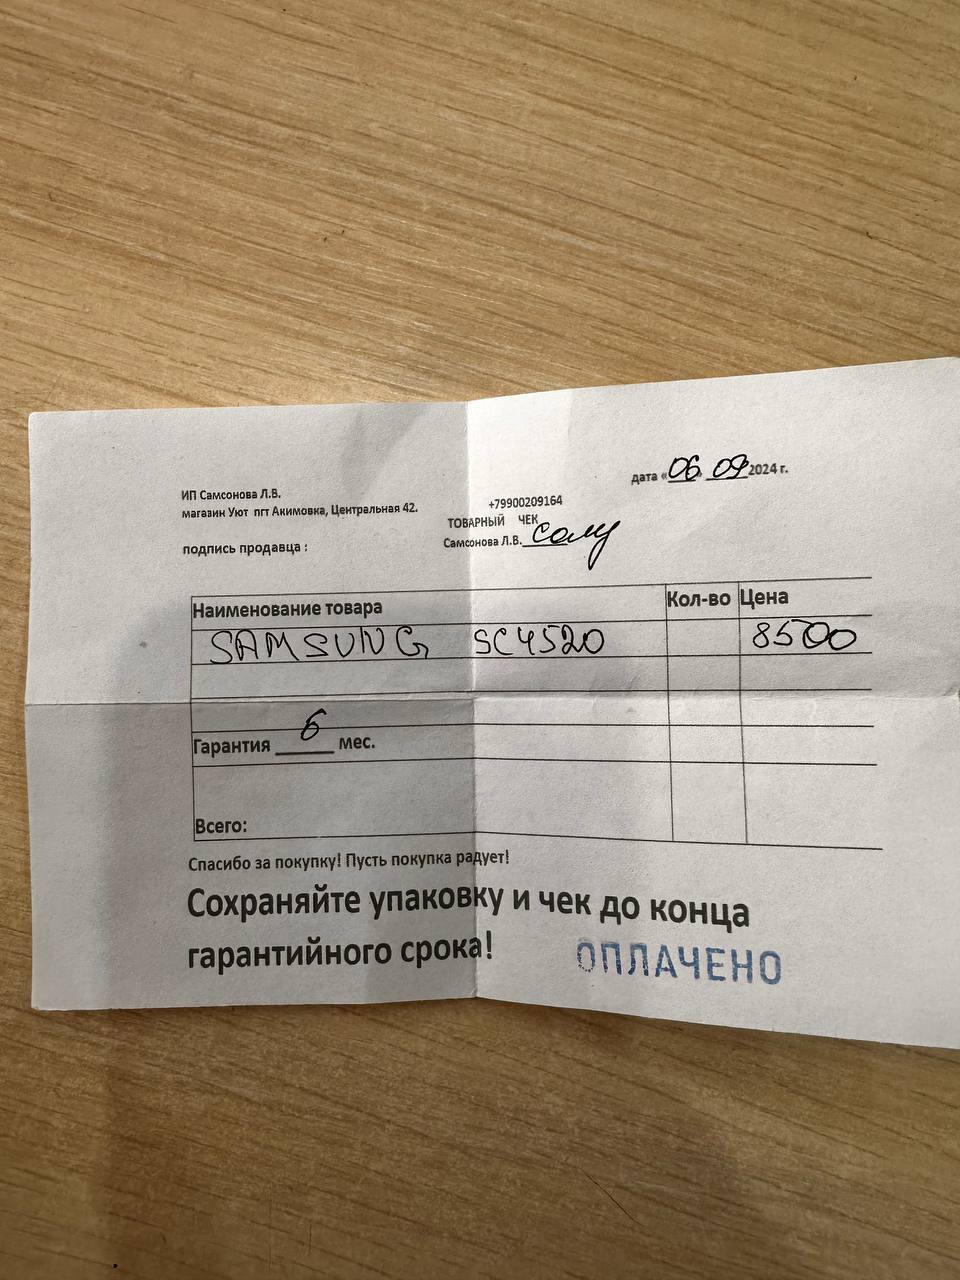 дата «06 09 2024 г.
ИП Самсонова Л.В.
магазин Уют пгт Акимовка, Центральная 42.
+79900209164
ТОВАРНЫЙ ЧЕК
подпись продавца :
Самсонова Л.В.
Наименование товара Кол-во Цена
SAMSUNG SC4520 8500
Гарантия 6 мес.
Всего:
Спасибо за покупку! Пусть покупка радует!
Сохраняйте упаковку и чек до конца
гарантийного срока!
ОПЛАЧЕНО